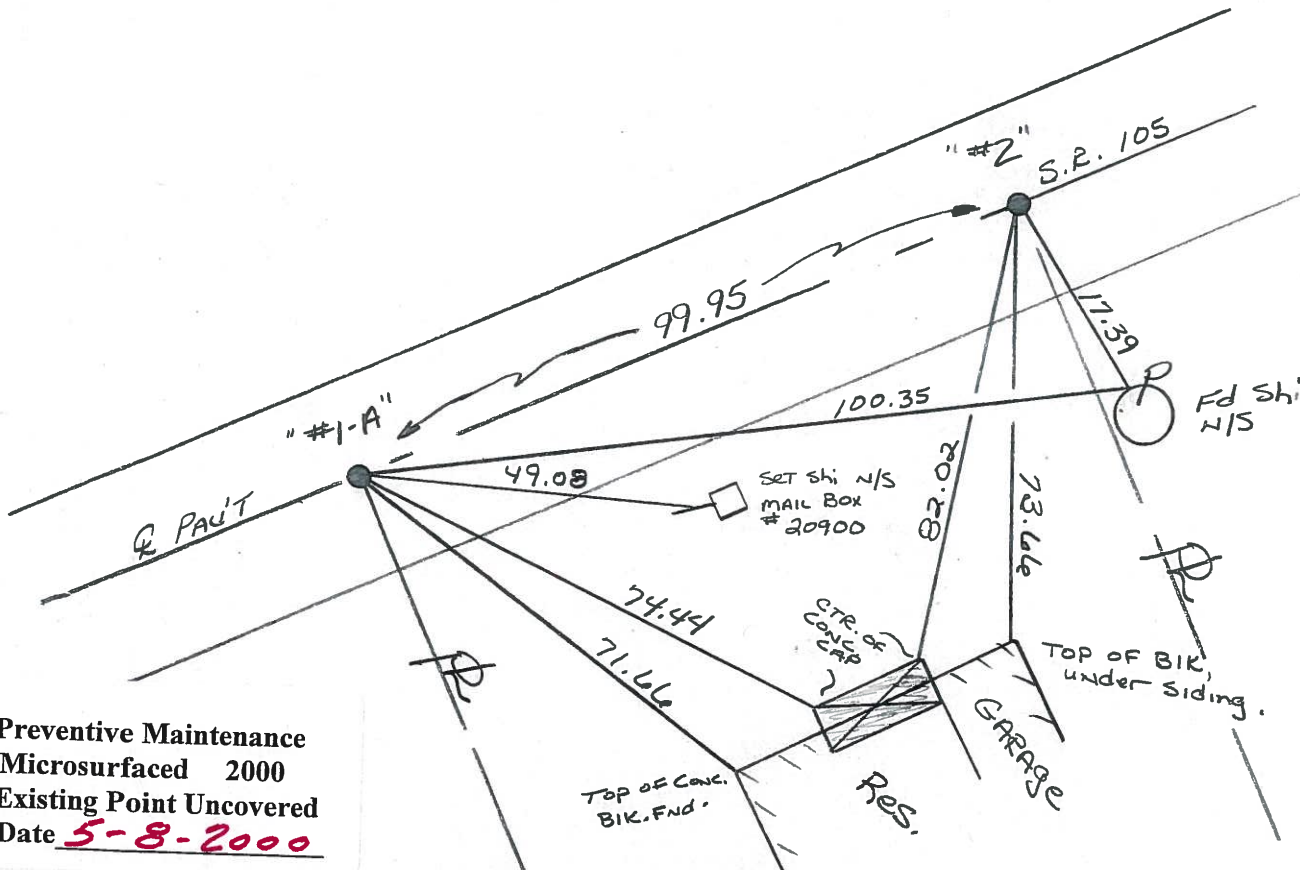 "#2"
S.R. 105
99.95
17.39
P
100.35
Fd Shi
N/S
"#1-A"
49.08
SET Shi N/S
MAIL BOX
# 20900
82.02
73.66
℄ PAV'T
74.44
71.66
CTR. OF
CONC
CAP
TOP OF Blk,
under Siding.
GARAGE
Res.
TOP OF CONC.
Blk. FNd.
Preventive Maintenance
Microsurfaced 2000
Existing Point Uncovered
Date 5-8-2000